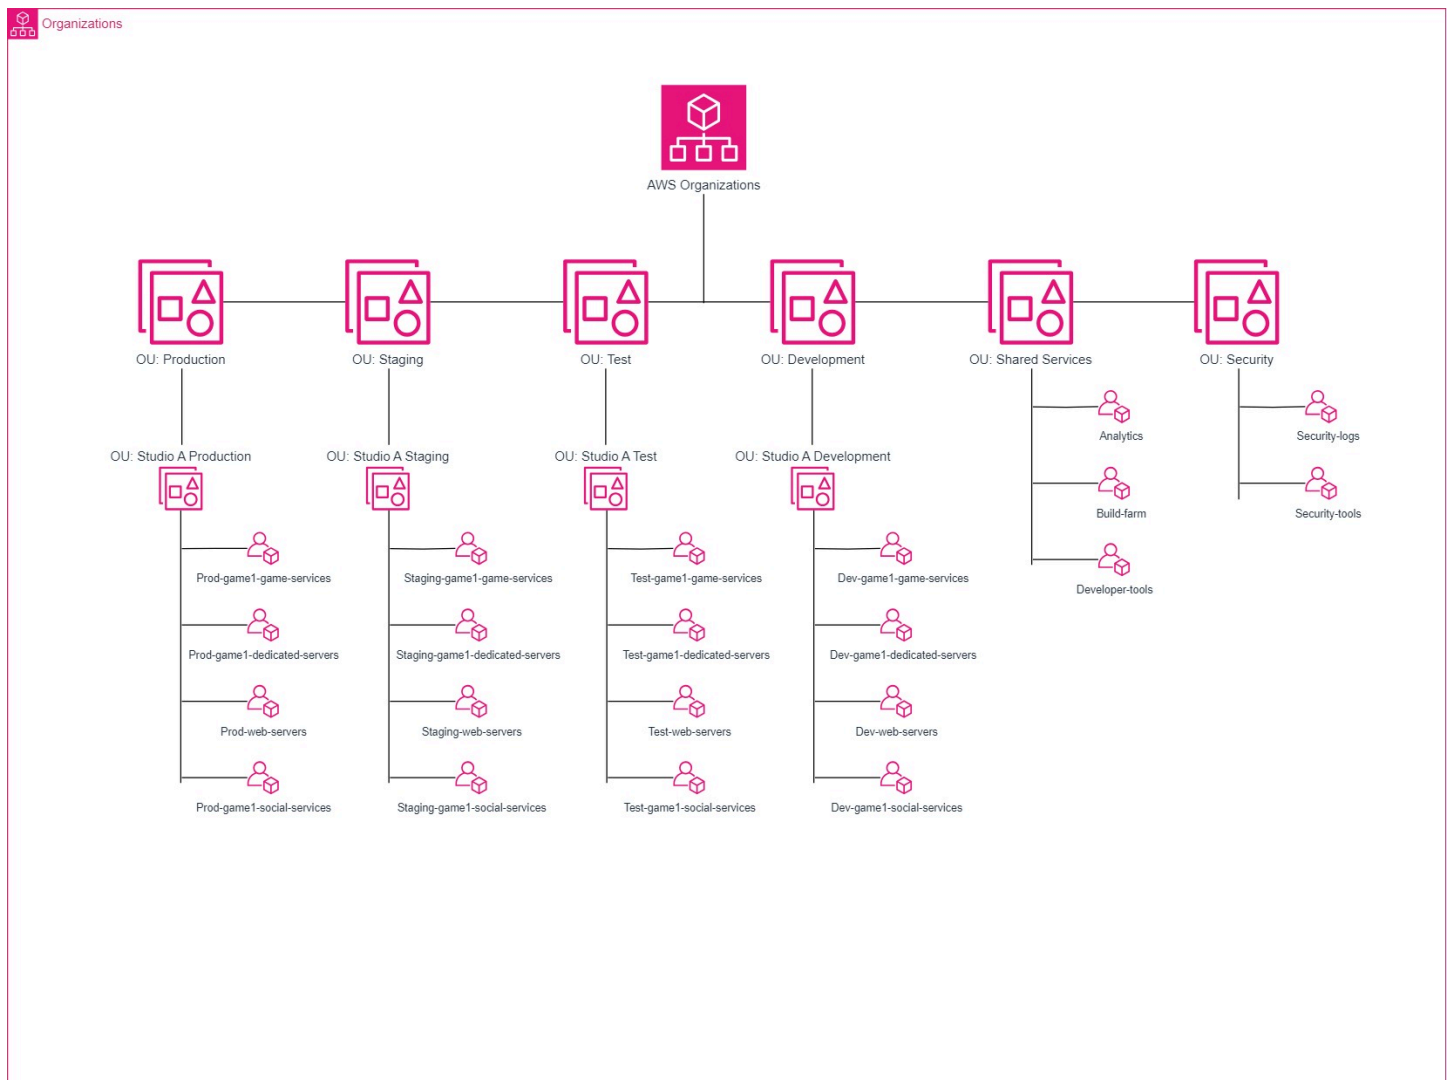 Organizations
AWS Organizations
OU: Production
OU: Staging
OU: Test
OU: Development
OU: Shared Services
OU: Security
OU: Studio A Production
OU: Studio A Staging
OU: Studio A Test
OU: Studio A Development
Analytics
Build-farm
Developer-tools
Security-logs
Security-tools
Prod-game1-game-services
Prod-game1-dedicated-servers
Prod-web-servers
Prod-game1-social-services
Staging-game1-game-services
Staging-game1-dedicated-servers
Staging-web-servers
Staging-game1-social-services
Test-game1-game-services
Test-game1-dedicated-servers
Test-web-servers
Test-game1-social-services
Dev-game1-game-services
Dev-game1-dedicated-servers
Dev-web-servers
Dev-game1-social-services